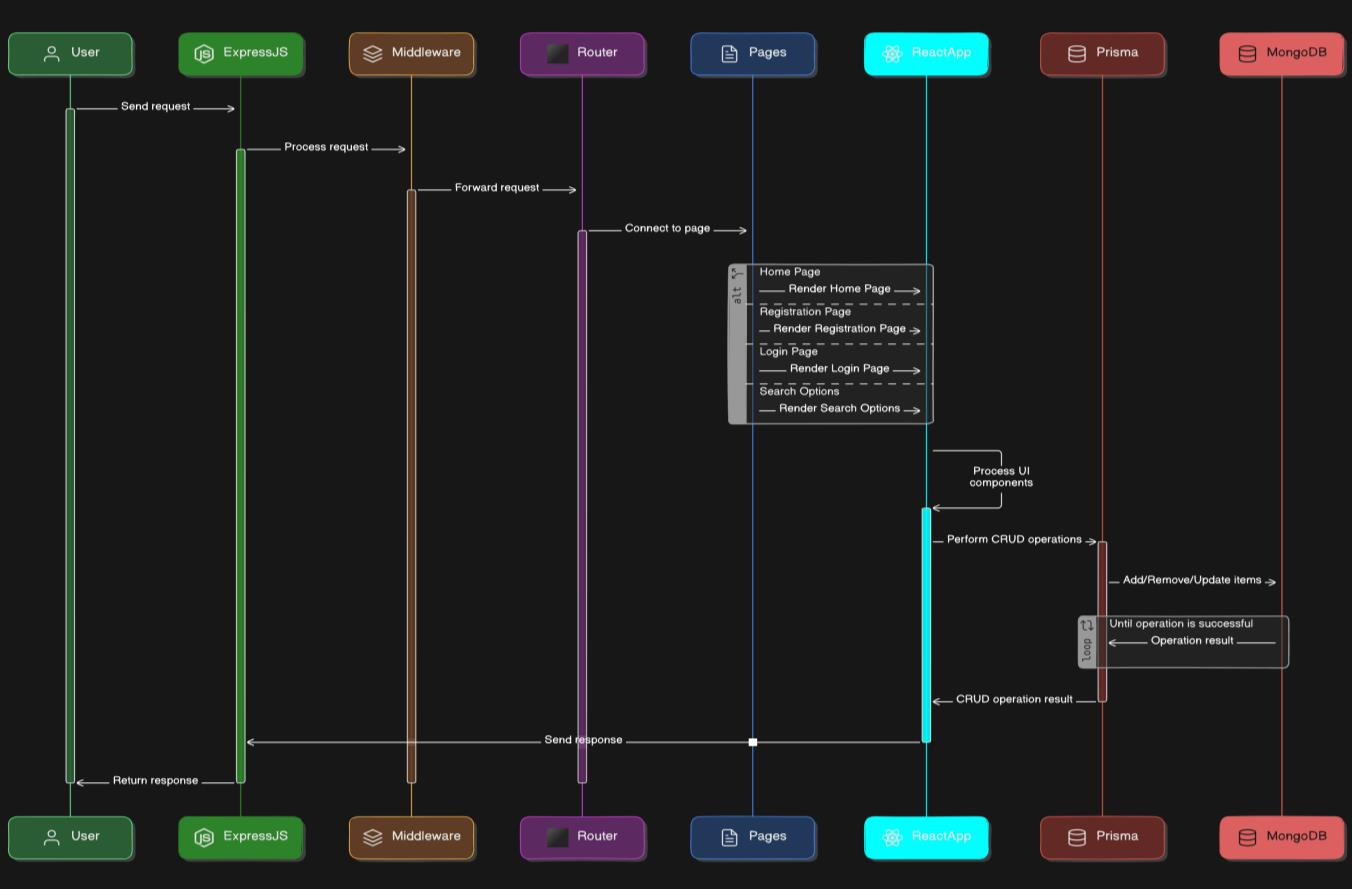 User
ExpressJS
Middleware
Router
Pages
ReactApp
Prisma
MongoDB
Send request
Process request
Forward request
Connect to page
alt
Home Page
Render Home Page
Registration Page
Render Registration Page
Login Page
Render Login Page
Search Options
Render Search Options
Process UI
components
Perform CRUD operations
Add/Remove/Update items
loop
Until operation is successful
Operation result
CRUD operation result
Send response
Return response
User
ExpressJS
Middleware
Router
Pages
ReactApp
Prisma
MongoDB